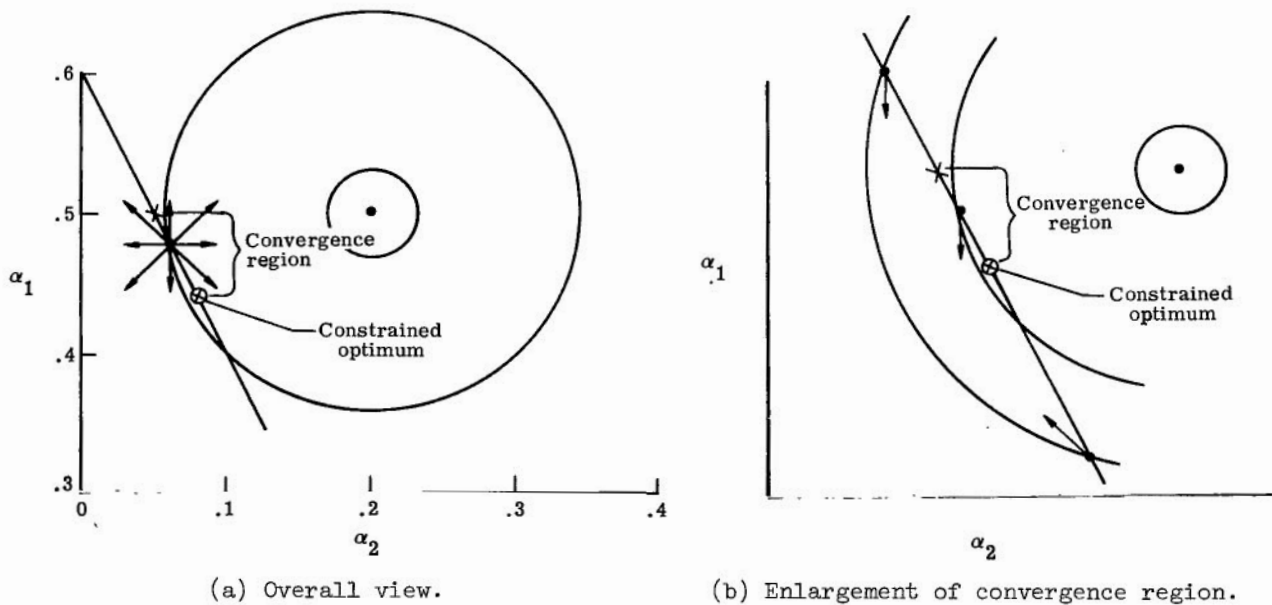 .6
.5
.4
.3
α1
Convergence
region
Constrained
optimum
0
.1
.2
.3
.4
α2
(a) Overall view.
α1
Convergence
region
Constrained
optimum
α2
(b) Enlargement of convergence region.